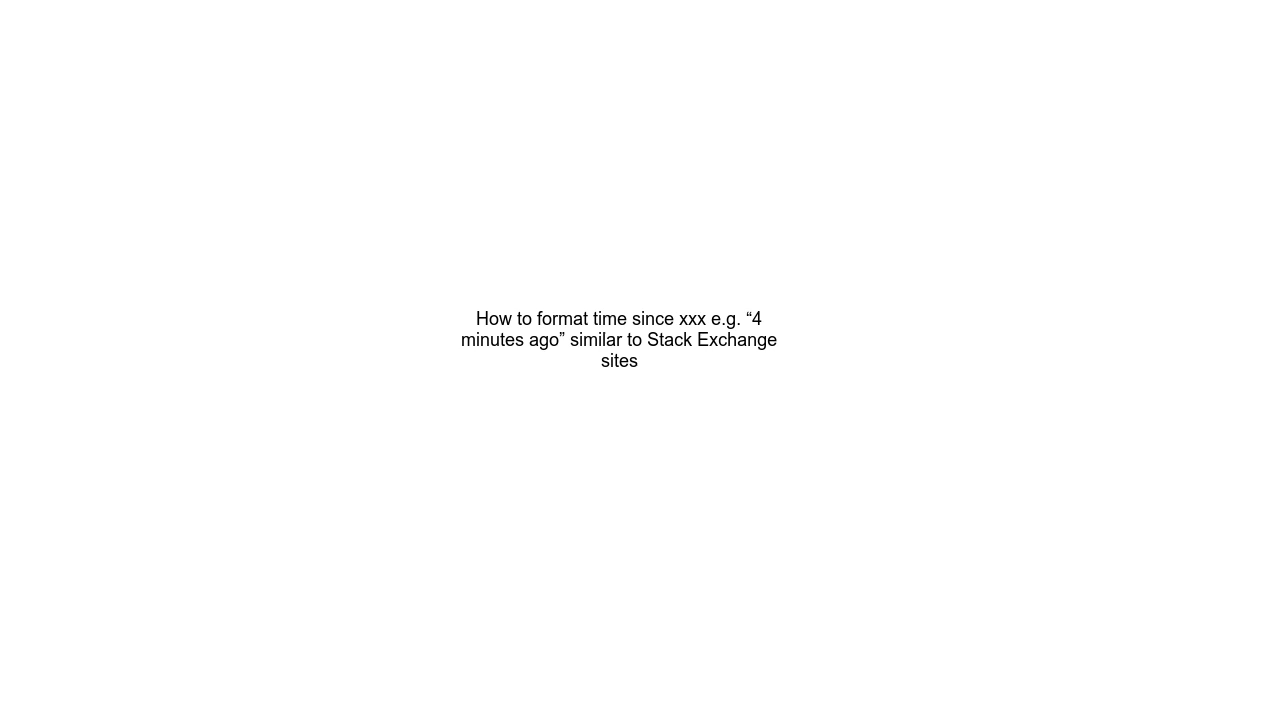 How to format time since xxx e.g. “4
minutes ago” similar to Stack Exchange
sites